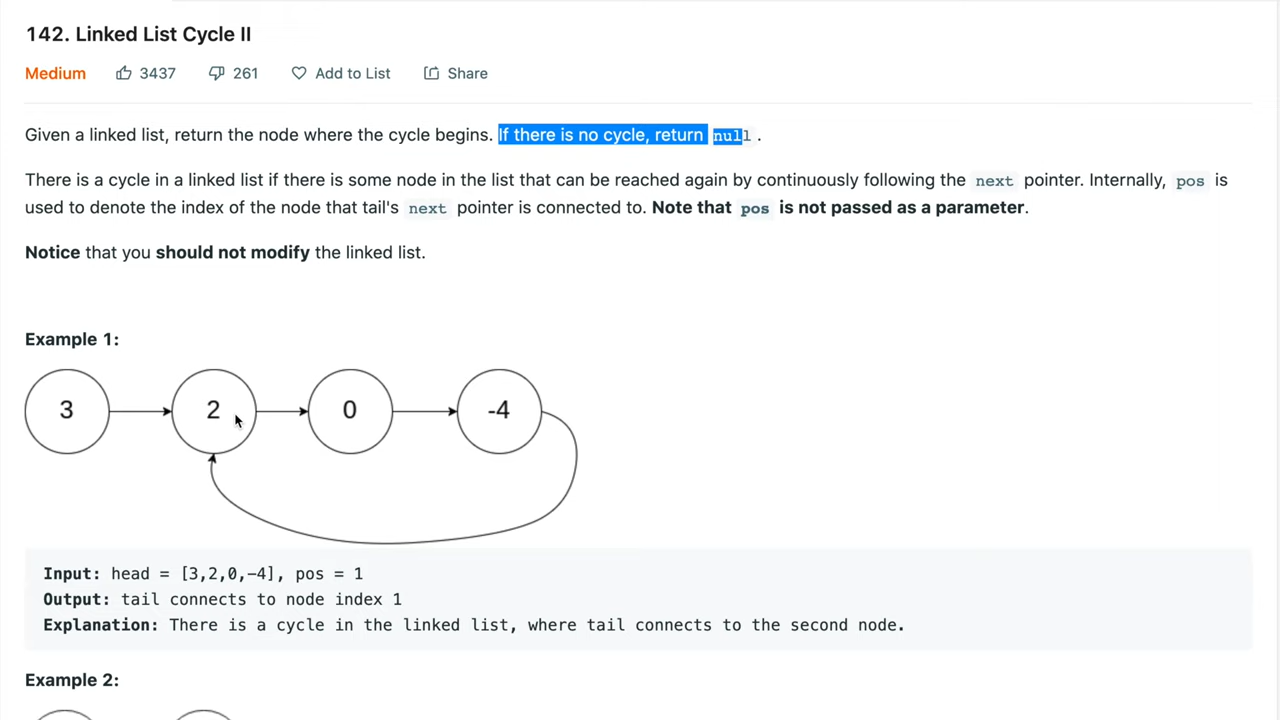 142. Linked List Cycle II
Medium 3437 261 Add to List Share
Given a linked list, return the node where the cycle begins. If there is no cycle, return null .
There is a cycle in a linked list if there is some node in the list that can be reached again by continuously following the next pointer. Internally, pos is
used to denote the index of the node that tail's next pointer is connected to. Note that pos is not passed as a parameter.
Notice that you should not modify the linked list.
Example 1:
3 2 0 -4
Input: head = [3,2,0,-4], pos = 1
Output: tail connects to node index 1
Explanation: There is a cycle in the linked list, where tail connects to the second node.
Example 2: